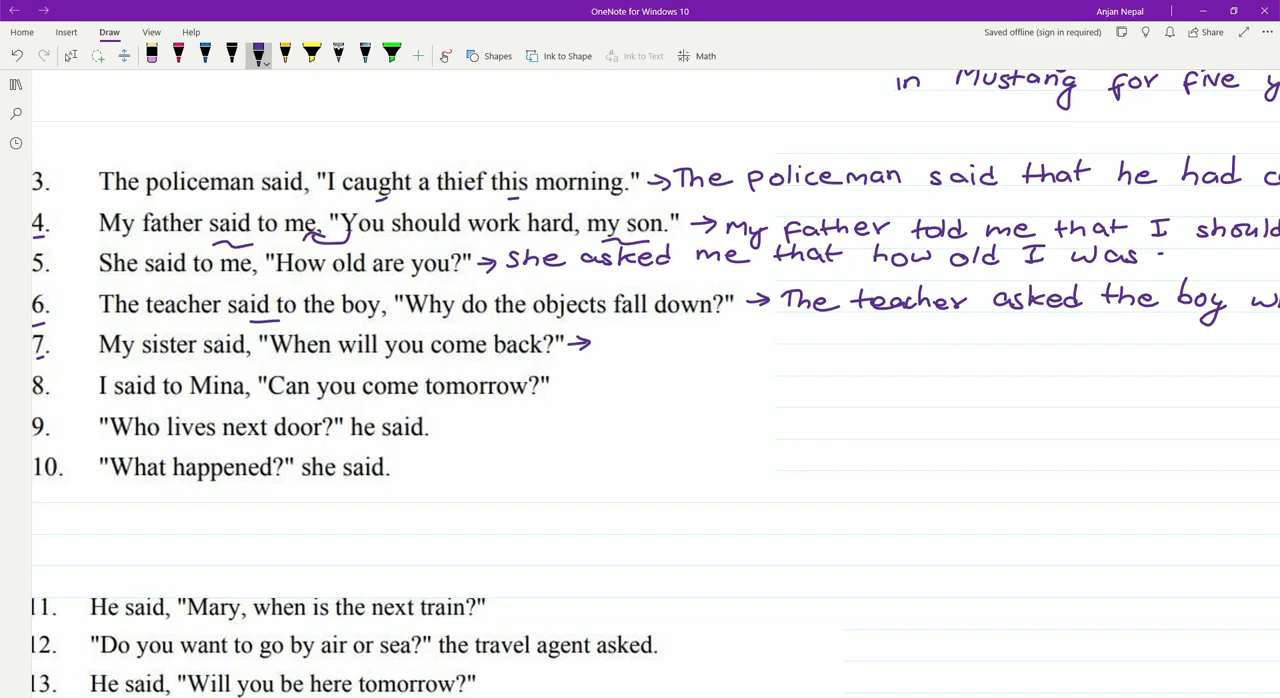 OneNote for Windows 10
Anjan Nepal
Home Insert Draw View Help
Saved offline (sign in required)
Share
Shapes
Ink to Shape
Ink to Text
Math
in Mustang for five y
3. The policeman said, "I caught a thief this morning." → The policeman said that he had c
4. My father said to me, "You should work hard, my son." → My father told me that I should
5. She said to me, "How old are you?" → She asked me that how old I was.
6. The teacher said to the boy, "Why do the objects fall down?" → The teacher asked the boy w
7. My sister said, "When will you come back?" →
8. I said to Mina, "Can you come tomorrow?"
9. "Who lives next door?" he said.
10. "What happened?" she said.
11. He said, "Mary, when is the next train?"
12. "Do you want to go by air or sea?" the travel agent asked.
13. He said, "Will you be here tomorrow?"